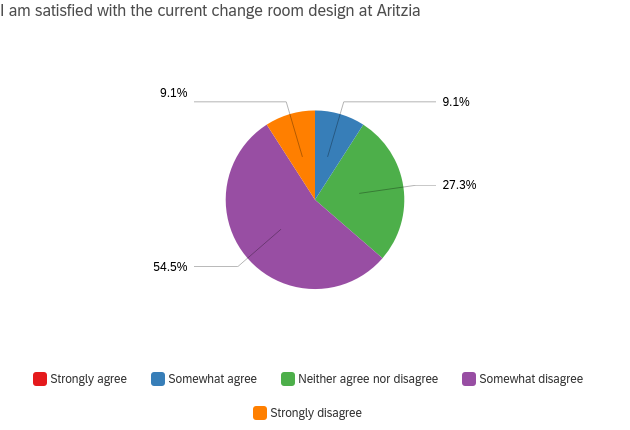 I am satisfied with the current change room design at Aritzia
9.1%
9.1%
27.3%
54.5%
Strongly agree
Somewhat agree
Neither agree nor disagree
Somewhat disagree
Strongly disagree